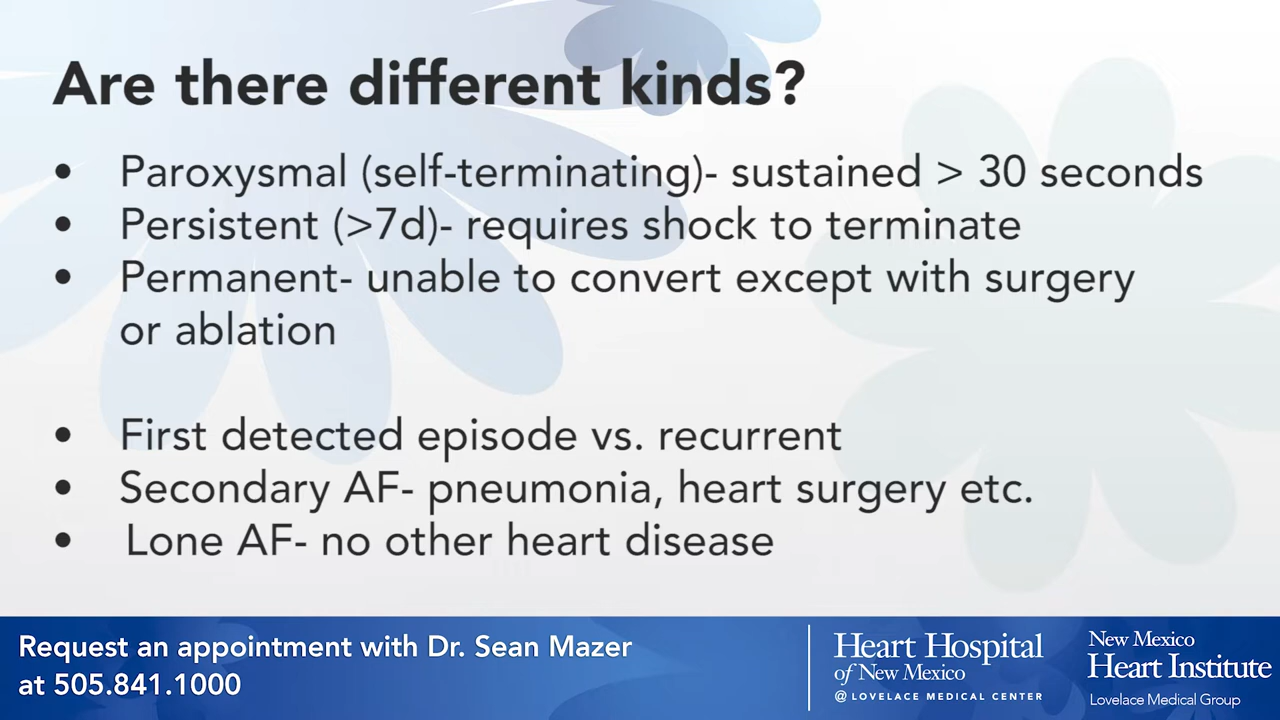 Are there different kinds?
• Paroxysmal (self-terminating)- sustained > 30 seconds
• Persistent (>7d)- requires shock to terminate
• Permanent- unable to convert except with surgery
or ablation
• First detected episode vs. recurrent
• Secondary AF- pneumonia, heart surgery etc.
• Lone AF- no other heart disease
Request an appointment with Dr. Sean Mazer
at 505.841.1000
Heart Hospital
of New Mexico
@ LOVELACE MEDICAL CENTER
New Mexico
Heart Institute
Lovelace Medical Group